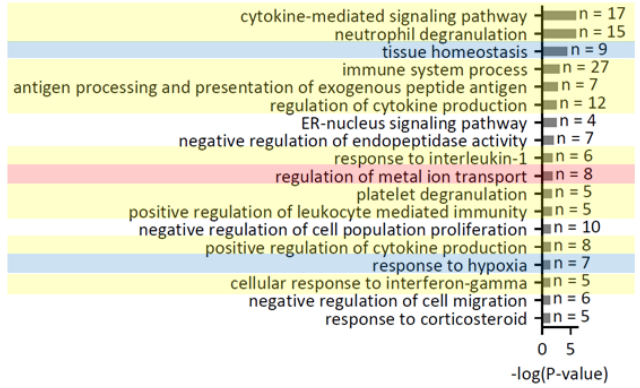 cytokine-mediated signaling pathway n = 17
neutrophil degranulation n = 15
tissue homeostasis n = 9
immune system process n = 27
antigen processing and presentation of exogenous peptide antigen n = 7
regulation of cytokine production n = 12
ER-nucleus signaling pathway n = 4
negative regulation of endopeptidase activity n = 7
response to interleukin-1 n = 6
regulation of metal ion transport n = 8
platelet degranulation n = 5
positive regulation of leukocyte mediated immunity n = 5
negative regulation of cell population proliferation n = 10
positive regulation of cytokine production n = 8
response to hypoxia n = 7
cellular response to interferon-gamma n = 5
negative regulation of cell migration n = 6
response to corticosteroid n = 5
0 5
-log(P-value)